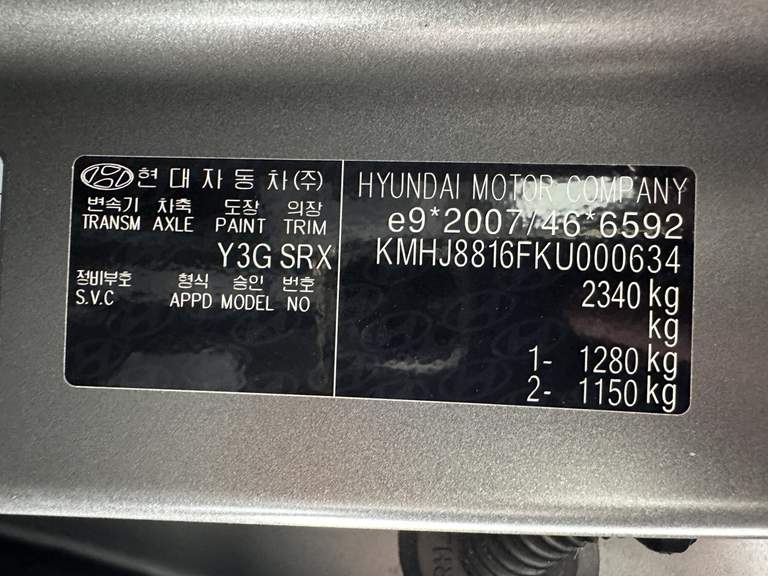 현대자동차(주)
변속기 차축 도장 의장
TRANSM AXLE PAINT TRIM
Y3G SRX
정비부호 형식 승인 번호
S.V.C APPD MODEL NO
HYUNDAI MOTOR COMPANY
e9*2007/46*6592
KMHJ8816FKU000634
2340 kg
kg
1- 1280 kg
2- 1150 kg